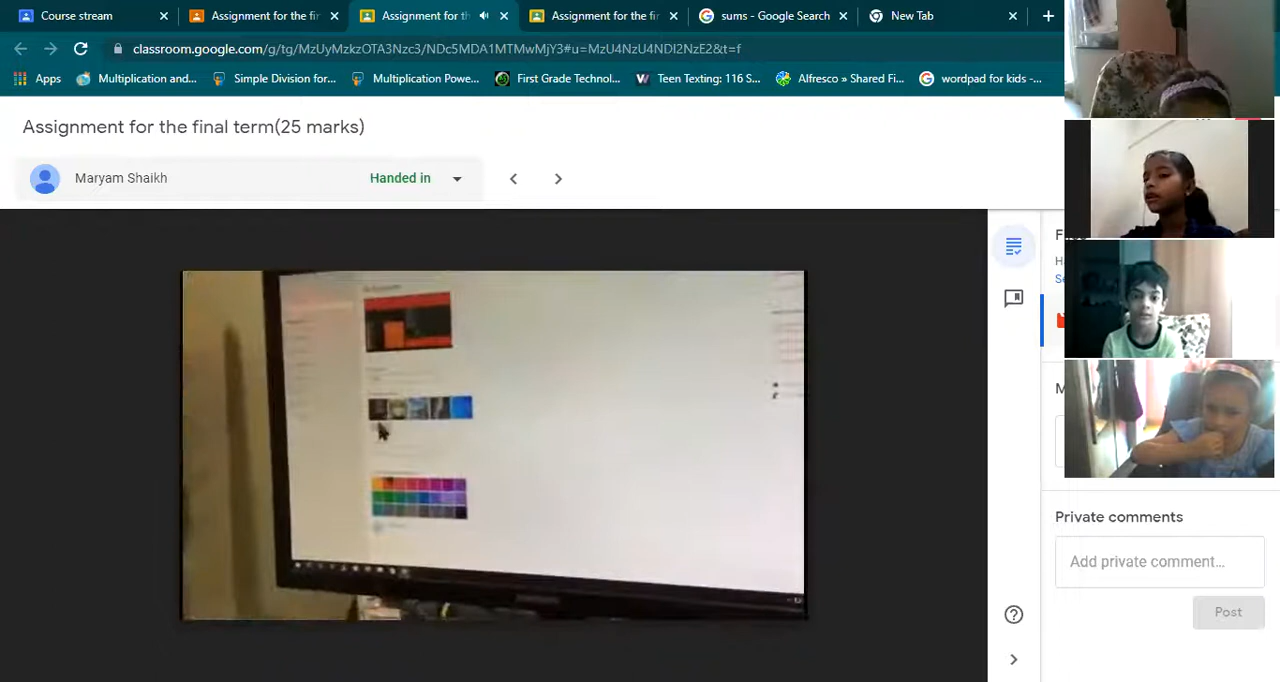 Course stream
Assignment for the fir
Assignment for th
Assignment for the fir
sums - Google Search
New Tab
classroom.google.com/g/tg/MzUyMzkzOTA3Nzc3/NDc5MDA1MTMwMjY3#u=MzU4NzU4NDI2NzE2&t=f
Apps
Multiplication and...
Simple Division for...
Multiplication Powe...
First Grade Technol...
Teen Texting: 116 S...
Alfresco » Shared Fi...
wordpad for kids -...
Assignment for the final term(25 marks)
Maryam Shaikh
Handed in
Private comments
Add private comment...
Post